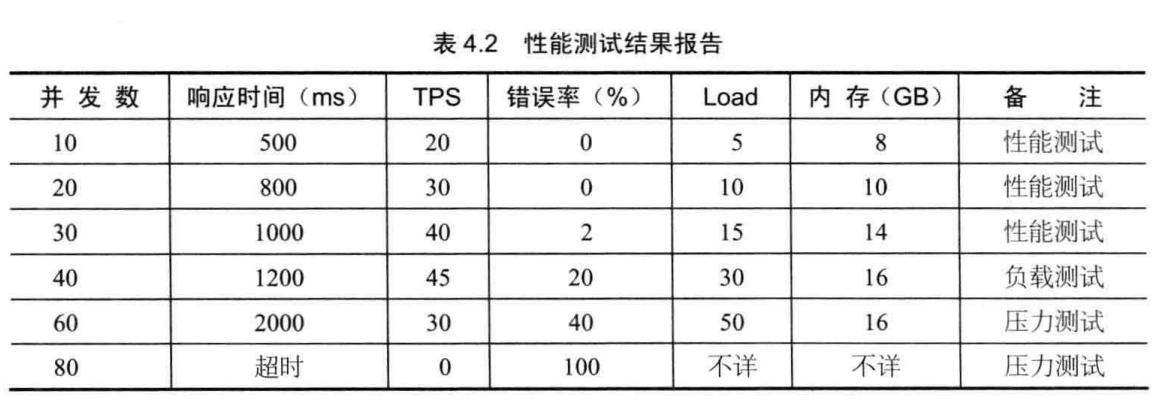 表 4.2 性能测试结果报告
并发数 响应时间（ms） TPS 错误率（%） Load 内存（GB） 备注
10 500 20 0 5 8 性能测试
20 800 30 0 10 10 性能测试
30 1000 40 2 15 14 性能测试
40 1200 45 20 30 16 负载测试
60 2000 30 40 50 16 压力测试
80 超时 0 100 不详 不详 压力测试